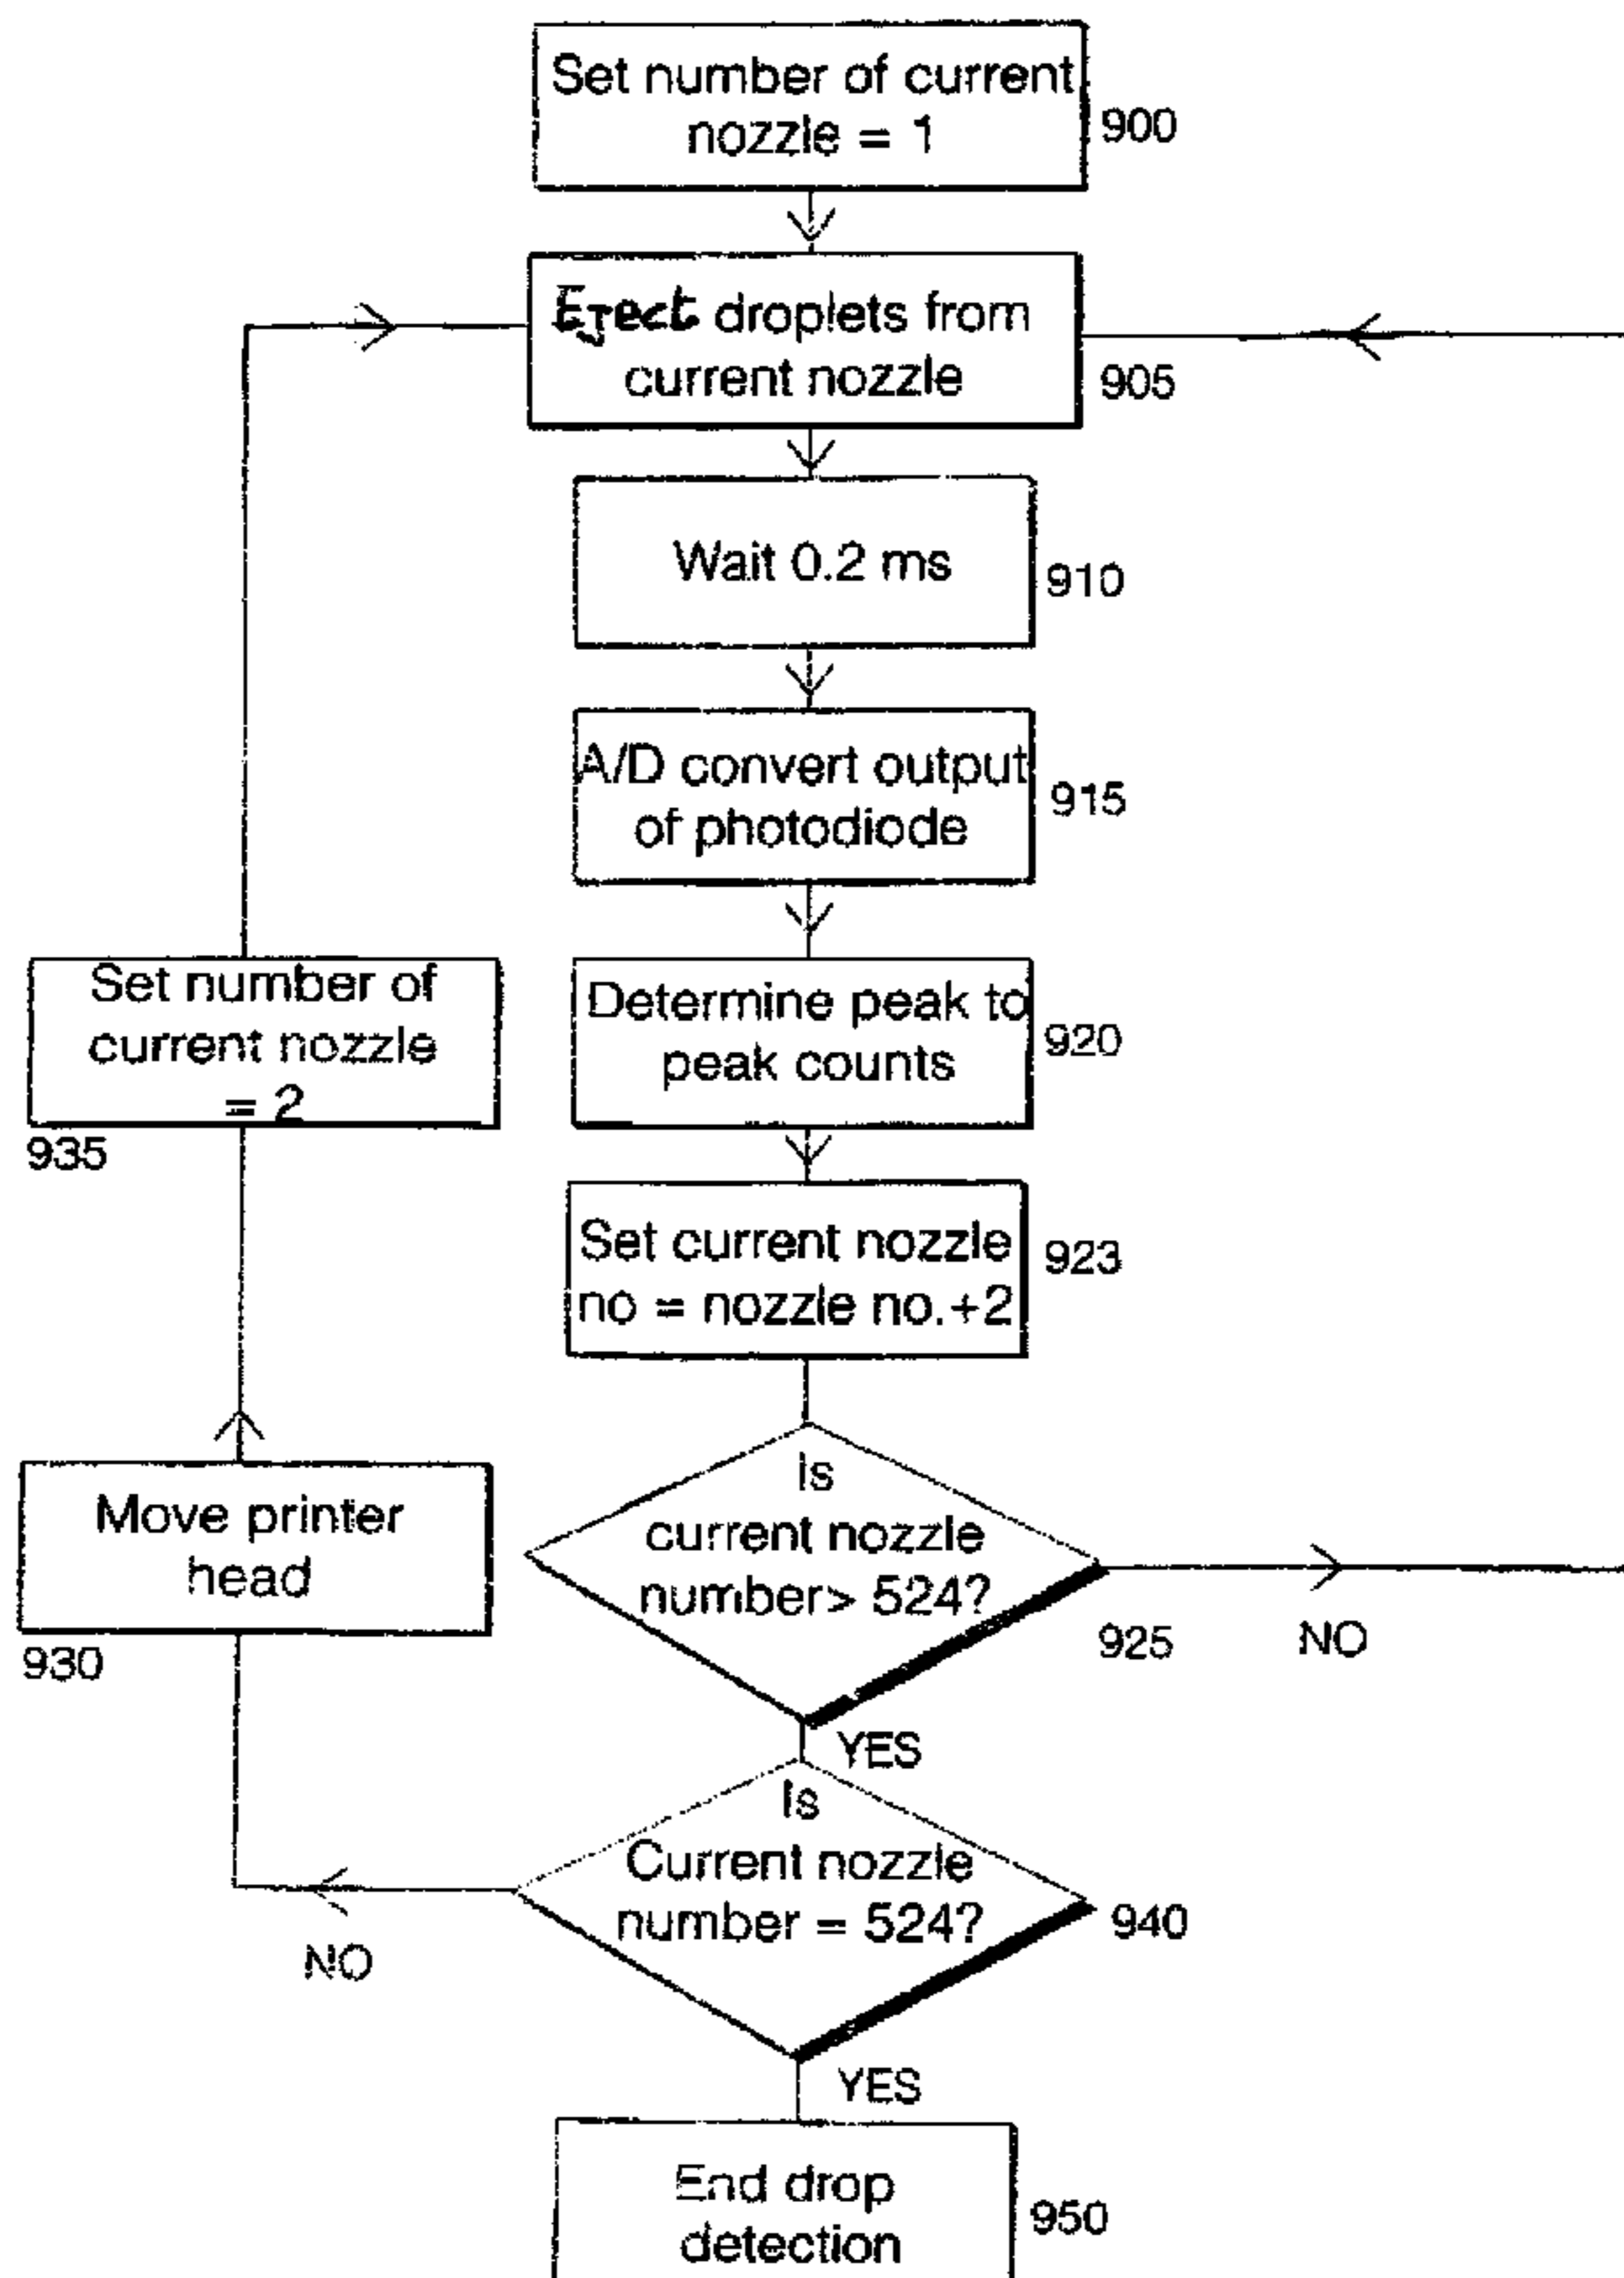 Set number of current
nozzle = 1
900
Eject droplets from
current nozzle
905
Wait 0.2 ms
910
A/D convert output
of photodiode
915
Determine peak to
peak counts
920
Set number of
current nozzle
= 2
935
Set current nozzle
no = nozzle no.+2
923
Is
current nozzle
number> 524?
925
NO
YES
Move printer
head
930
Is
Current nozzle
number = 524?
940
NO
YES
End drop
detection
950